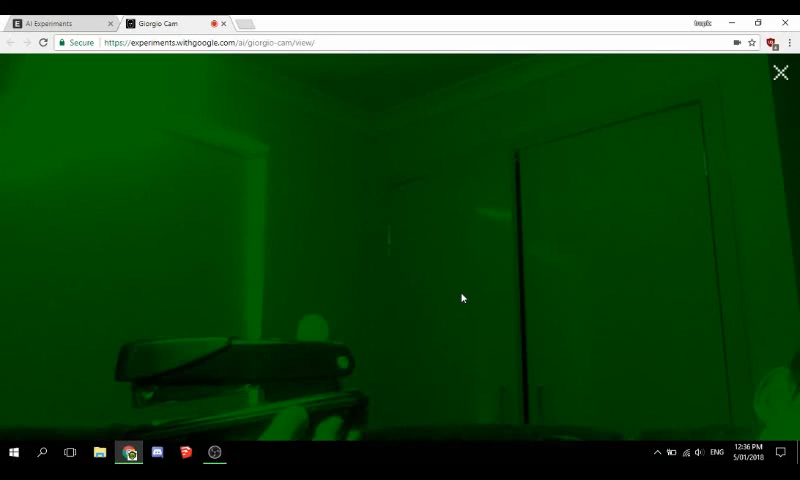 AI Experiments
Giorgio Cam
tropic
Secure
https://experiments.withgoogle.com/ai/giorgio-cam/view/
12:36 PM
ENG
5/01/2018